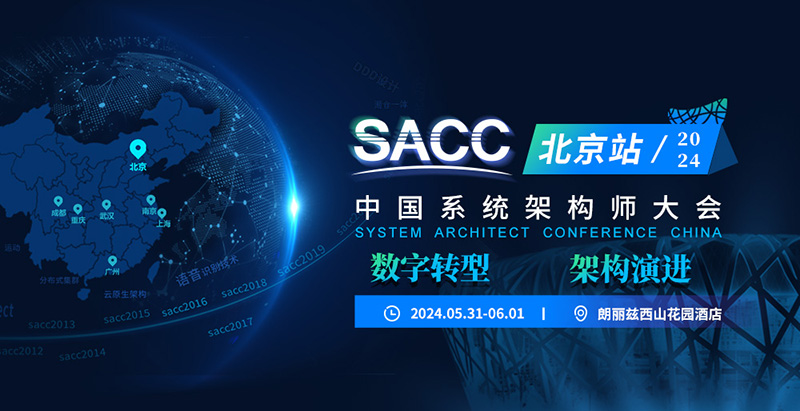 DDD设计
SACC
北京站 / 2024
中国系统架构师大会
SYSTEM ARCHITECT CONFERENCE CHINA
数字转型 架构演进
2024.05.31-06.01 | 朗丽兹西山花园酒店
北京
成都
重庆
武汉
南京
上海
广州
运动
分布式集群
云原生架构
语音识别技术
sacc2012
sacc2013
sacc2014
sacc2015
sacc2016
sacc2017
sacc2018
sacc2019